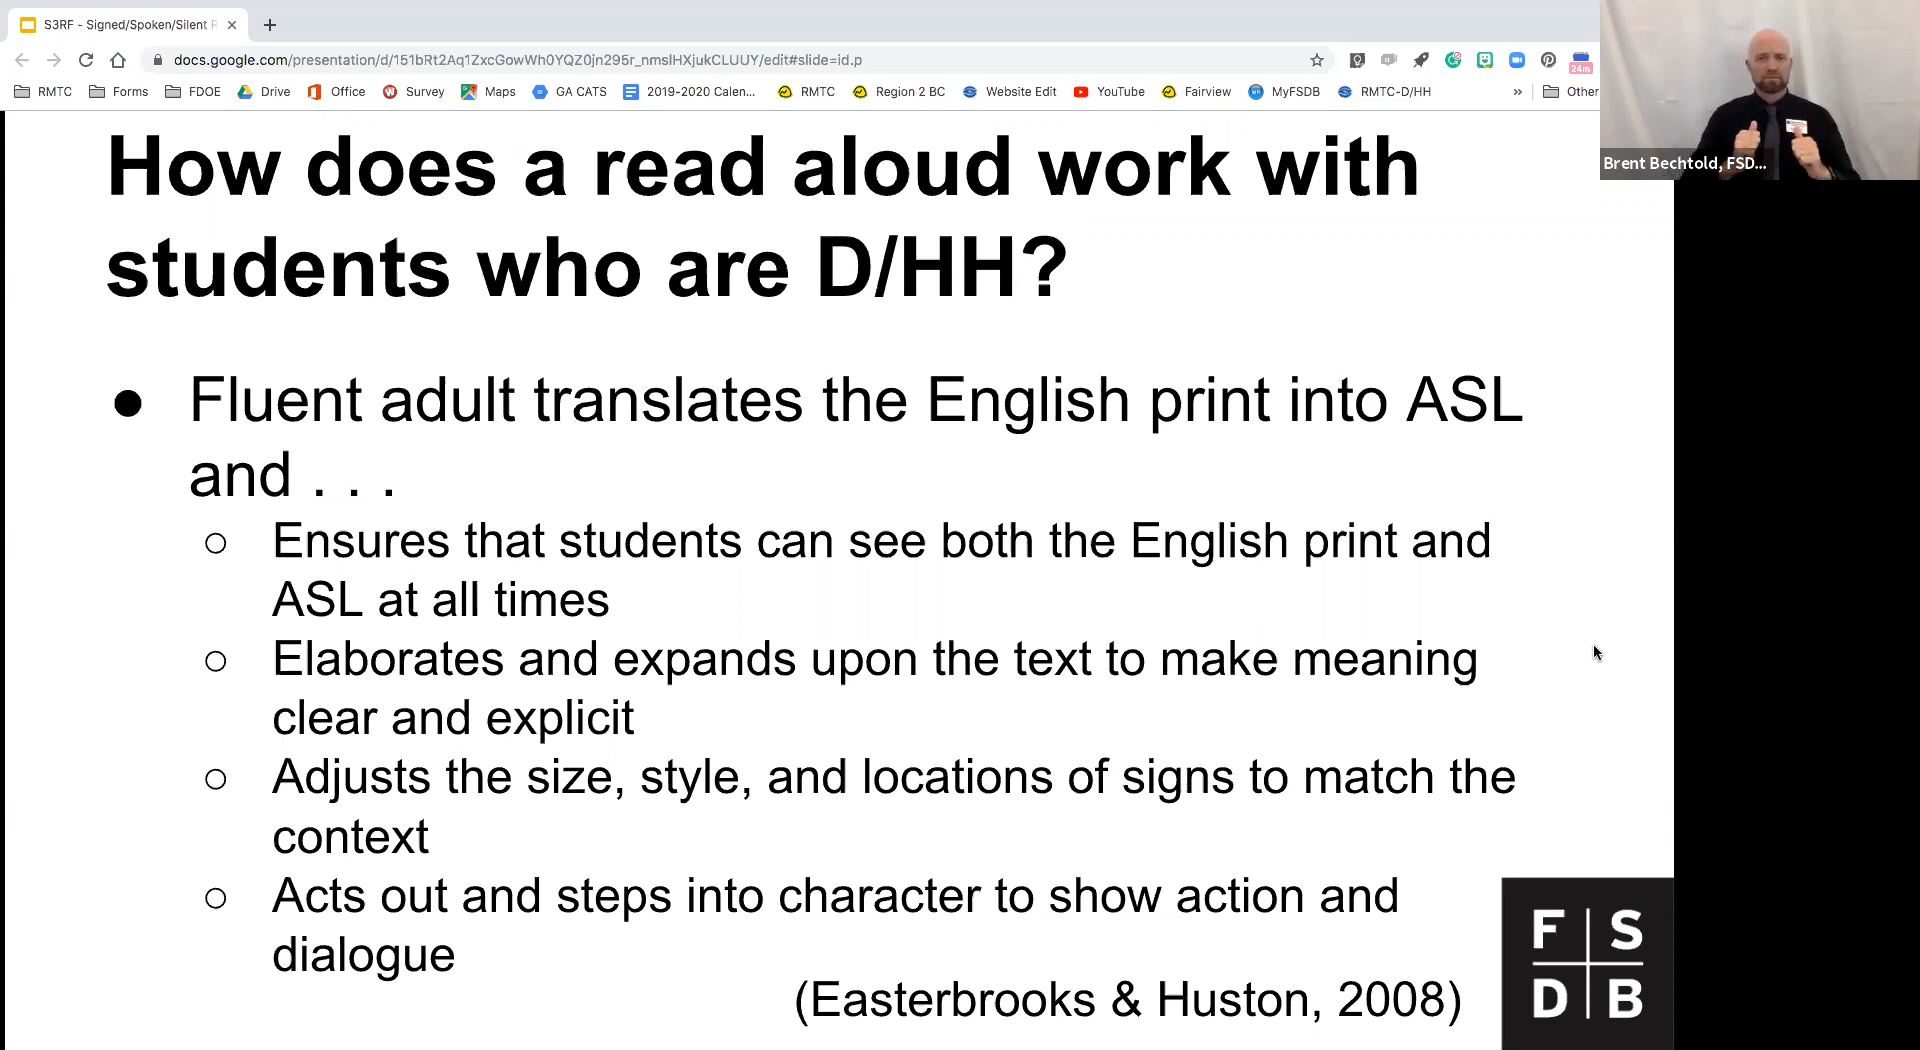 S3RF - Signed/Spoken/Silent R
docs.google.com/presentation/d/151bRt2Aq1ZxcGowWh0YQZ0jn295r_nmslHXjukCLUUY/edit#slide=id.p
24m
RMTC Forms FDOE Drive Office Survey Maps GA CATS 2019-2020 Calen... RMTC Region 2 BC Website Edit YouTube Fairview MyFSDB RMTC-D/HH » Other
Brent Bechtold, FSD...
How does a read aloud work with
students who are D/HH?
● Fluent adult translates the English print into ASL
and . . .
○ Ensures that students can see both the English print and
ASL at all times
○ Elaborates and expands upon the text to make meaning
clear and explicit
○ Adjusts the size, style, and locations of signs to match the
context
○ Acts out and steps into character to show action and
dialogue
(Easterbrooks & Huston, 2008)
F S
D B